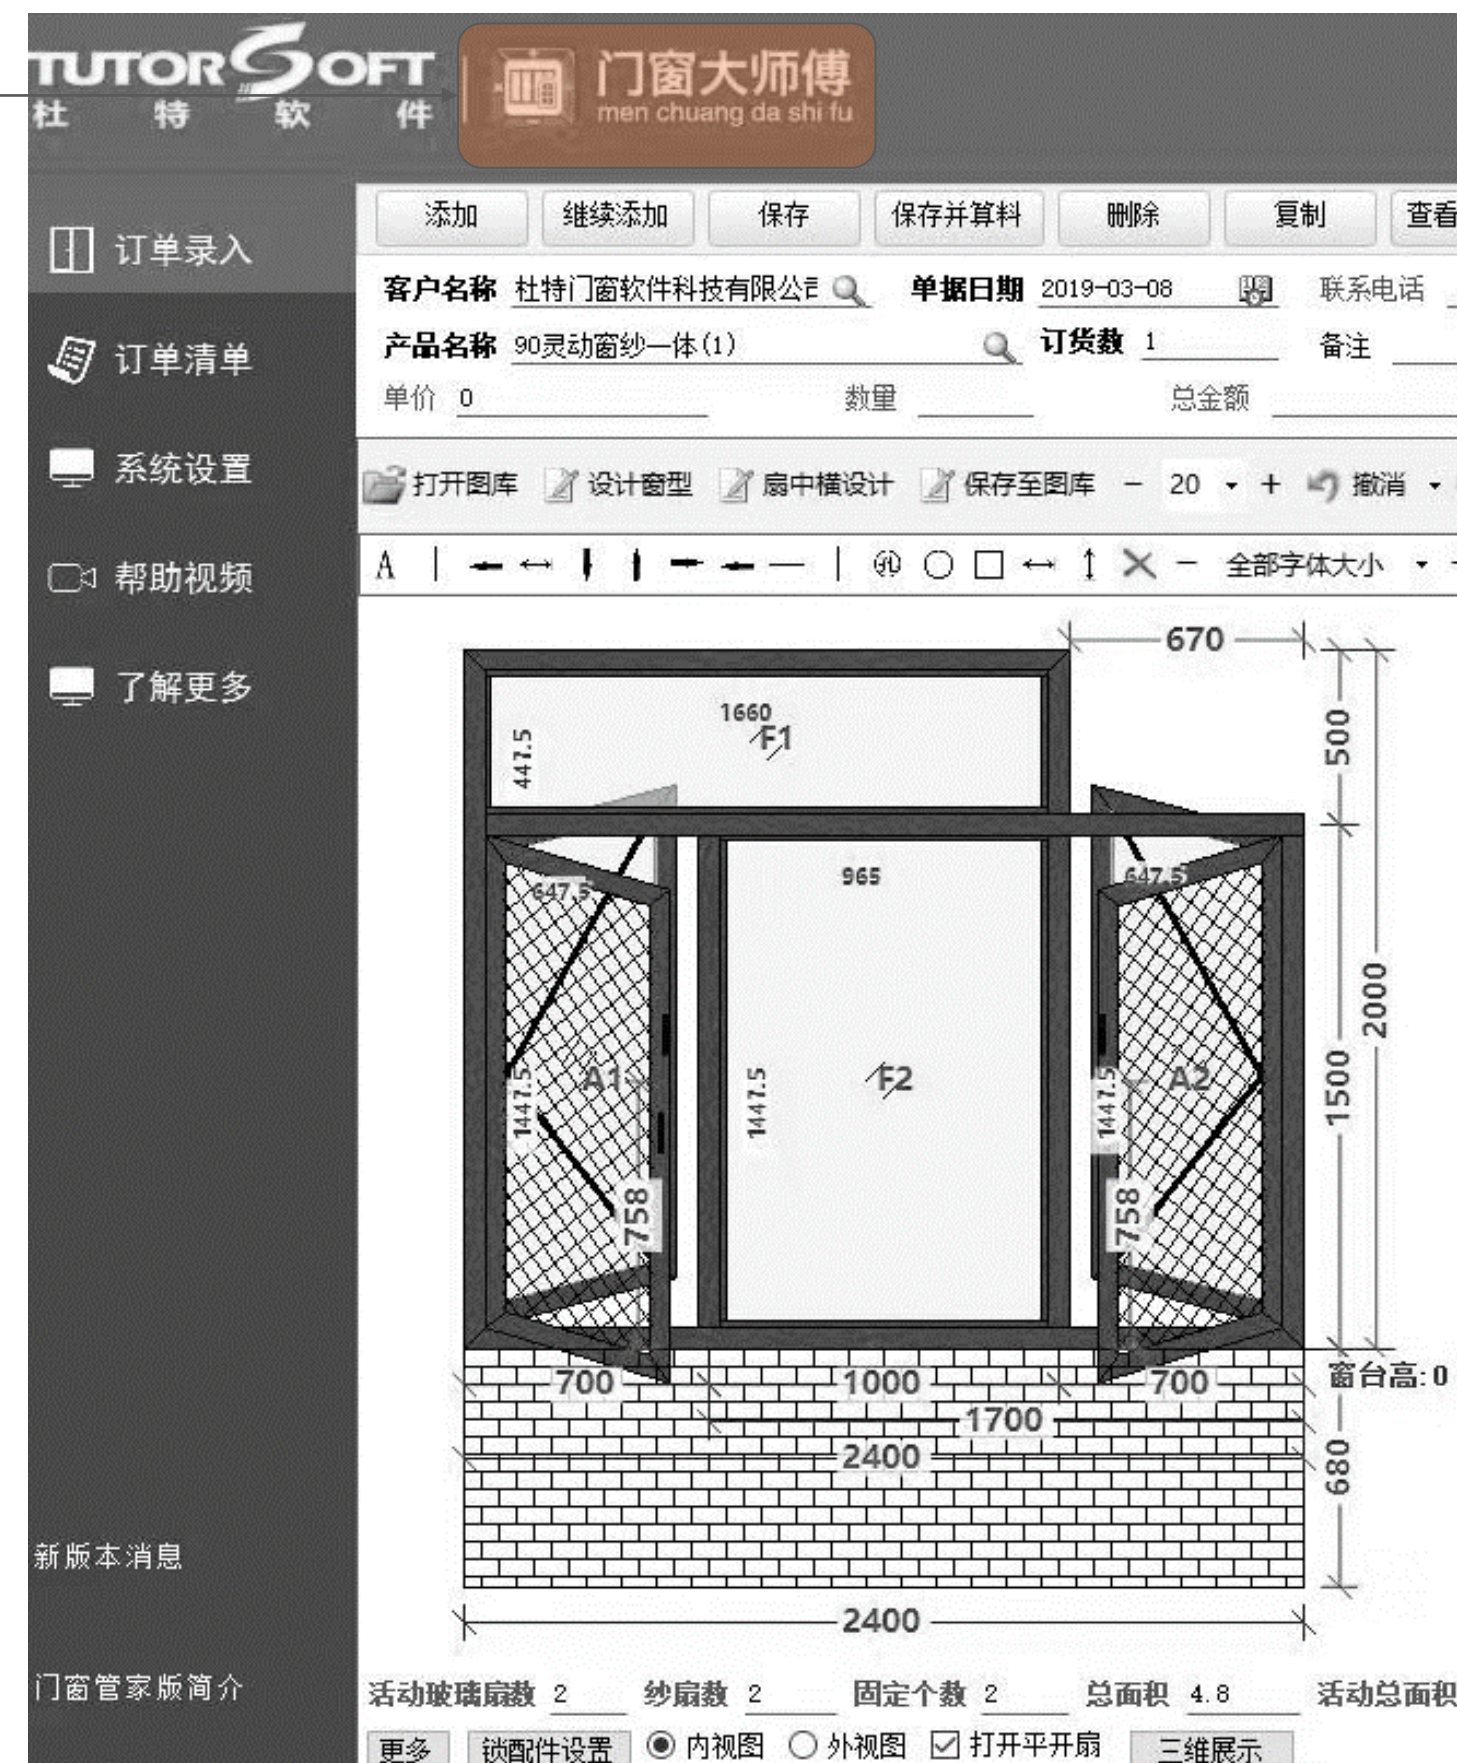 TUTORSOFT
杜特软件
门窗大师傅
men chuang da shi fu
订单录入
订单清单
系统设置
帮助视频
了解更多
新版本消息
门窗管家版简介
添加 继续添加 保存 保存并算料 删除 复制 查看
客户名称 杜特门窗软件科技有限公司 单据日期 2019-03-08 联系电话
产品名称 90灵动窗纱一体(1) 订货数 1 备注
单价 0 数量 总金额
打开图库 设计窗型 扇中横设计 保存至图库 - 20 + 撤消
A 全部字体大小
670
1660
F1
447.5
500
647.5 965 647.5
2000
A1 F2 A2
1447.5 1447.5 1447.5 1500
758 758
700 1000 700 窗台高:0
1700
2400
680
2400
活动玻璃扇数 2 纱扇数 2 固定个数 2 总面积 4.8 活动总面积
更多 锁配件设置 内视图 外视图 打开平开扇 三维展示